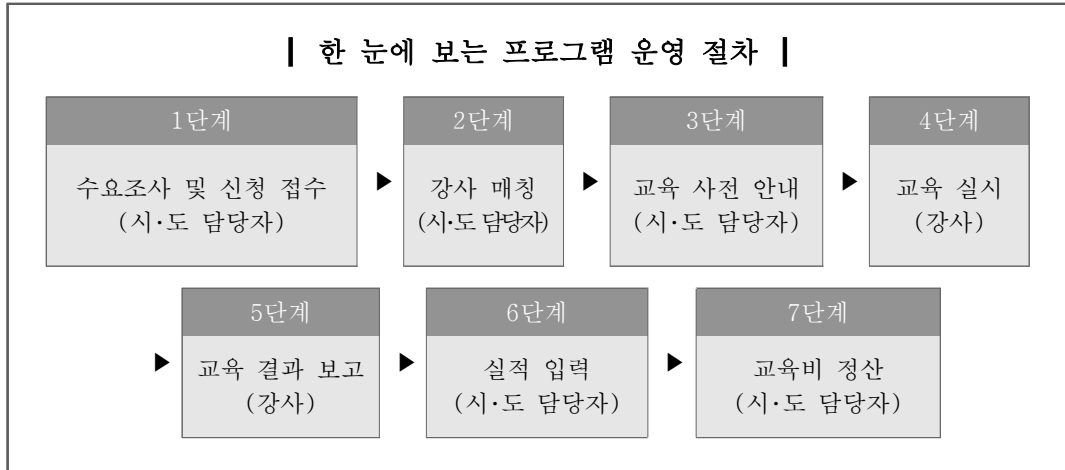 ┃ 한 눈에 보는 프로그램 운영 절차 ┃
1단계
수요조사 및 신청 접수
(시·도 담당자)
▶
2단계
강사 매칭
(시·도 담당자)
▶
3단계
교육 사전 안내
(시·도 담당자)
▶
4단계
교육 실시
(강사)
▶
5단계
교육 결과 보고
(강사)
▶
6단계
실적 입력
(시·도 담당자)
▶
7단계
교육비 정산
(시·도 담당자)